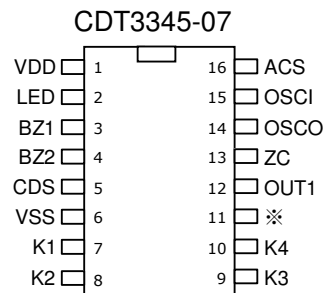 CDT3345-07
VDD 1 16 ACS
LED 2 15 OSCI
BZ1 3 14 OSCO
BZ2 4 13 ZC
CDS 5 12 OUT1
VSS 6 11 ※
K1 7 10 K4
K2 8 9 K3